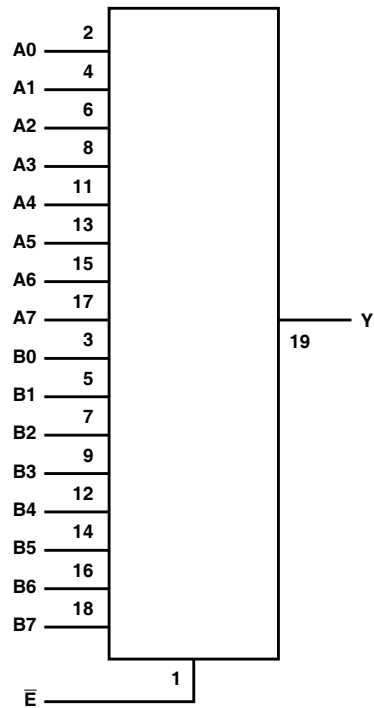 A0 2
A1 4
A2 6
A3 8
A4 11
A5 13
A6 15
A7 17
Y 19
B0 3
B1 5
B2 7
B3 9
B4 12
B5 14
B6 16
B7 18
E̅ 1